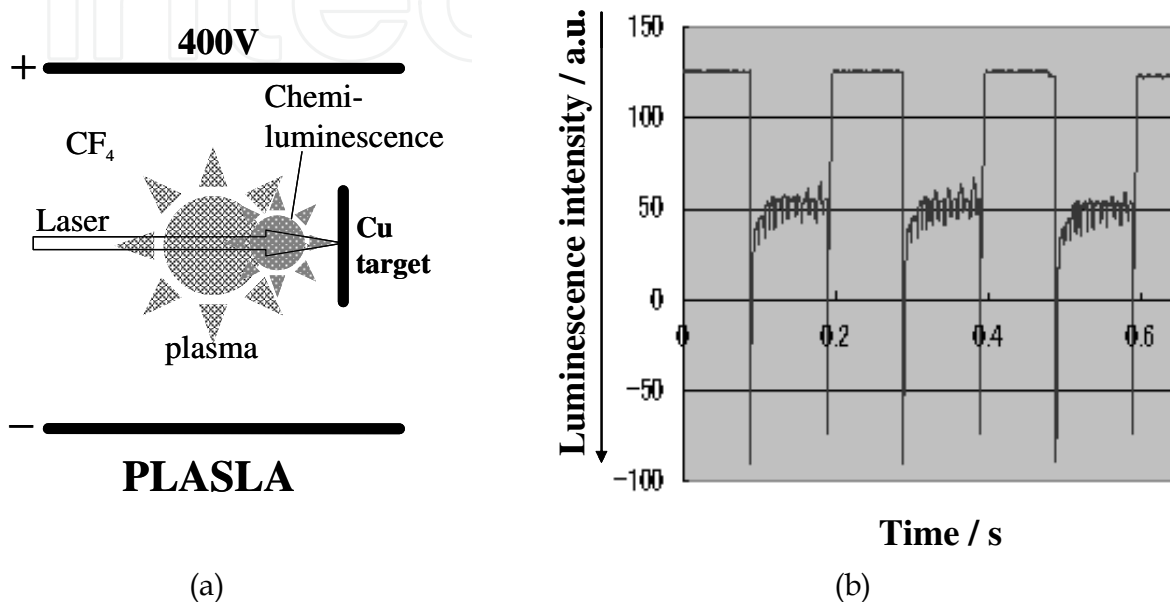 400V
+
Chemi-
luminescence
CF₄
Laser
Cu
target
plasma
−
PLASLA
(a)
Luminescence intensity / a.u.
150
100
50
0
−50
−100
0 0.2 0.4 0.6
Time / s
(b)